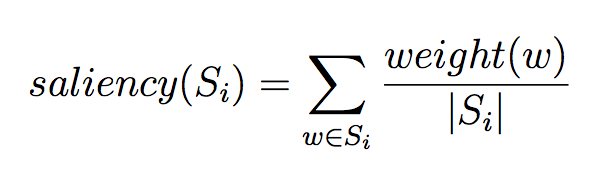 saliency(S_i) = \sum_{w \in S_i} \frac{weight(w)}{|S_i|}